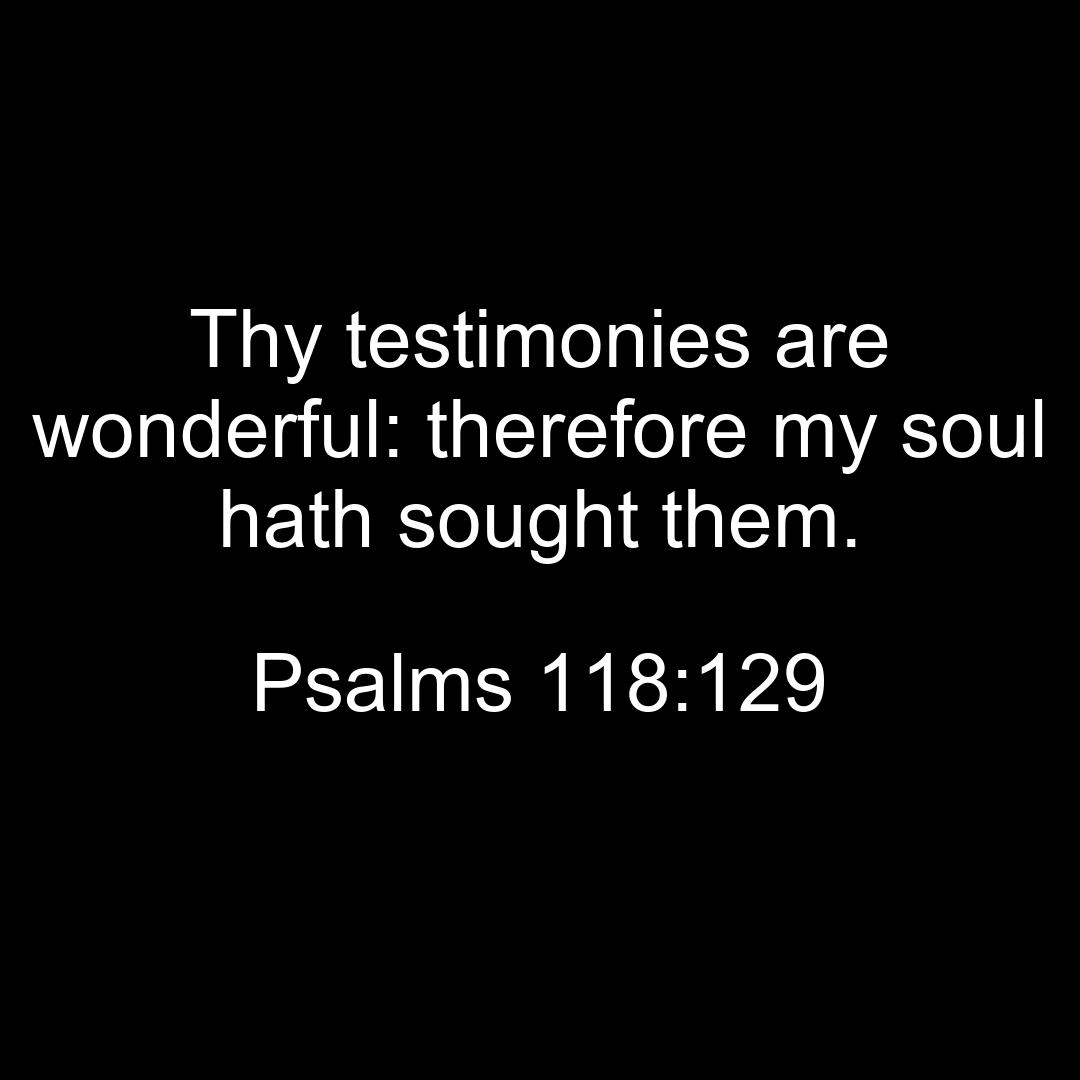 Thy testimonies are
wonderful: therefore my soul
hath sought them.
Psalms 118:129